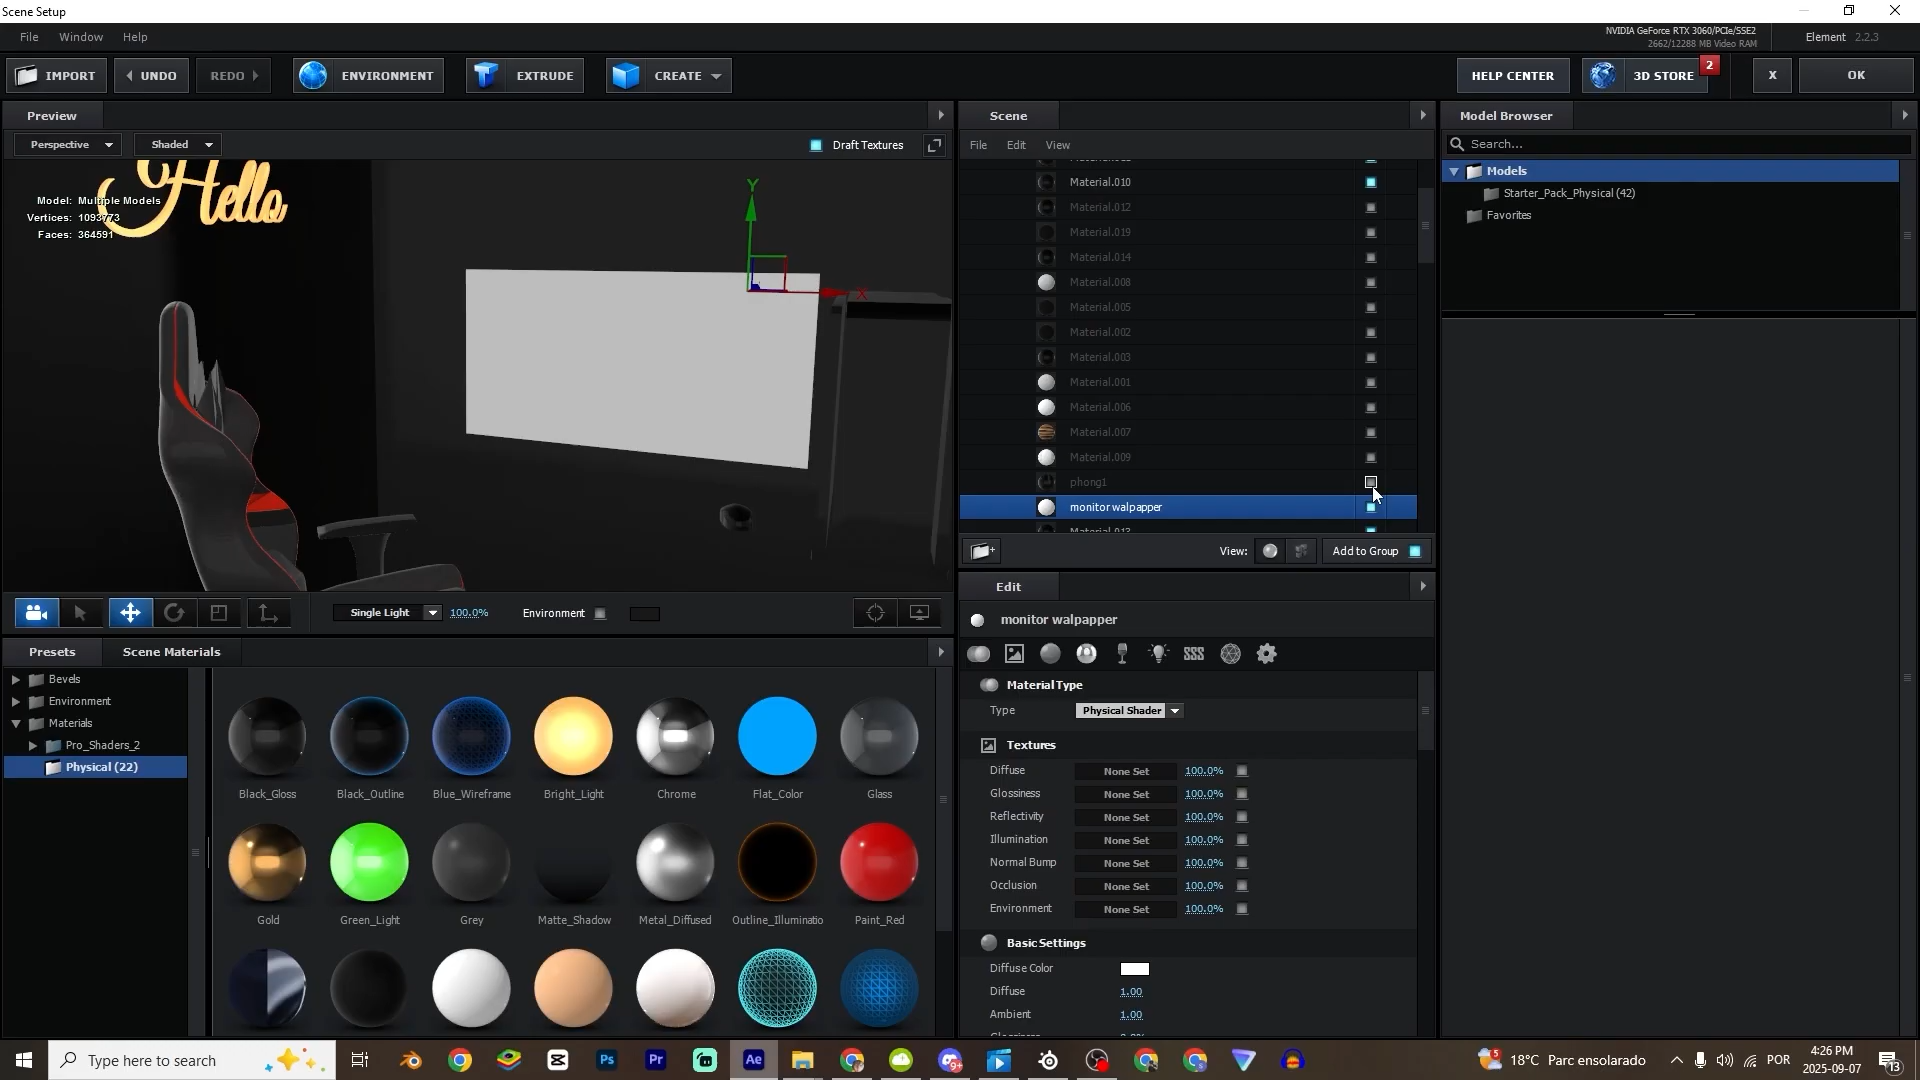 Scene Setup
File Window Help
NVIDIA GeForce RTX 3060/PCIe/SSE2
2662/12288 MB Video RAM
Element 2.2.3
IMPORT
UNDO
REDO
ENVIRONMENT
EXTRUDE
CREATE
HELP CENTER
3D STORE
2
X
OK
Preview
Perspective
Shaded
Draft Textures
Hello
Model: Multiple Models
Vertices: 1093773
Faces: 364591
Y
X
Single Light
100.0%
Environment
Presets
Scene Materials
Bevels
Environment
Materials
Pro_Shaders_2
Physical (22)
Black_Gloss
Black_Outline
Blue_Wireframe
Bright_Light
Chrome
Flat_Color
Glass
Gold
Green_Light
Grey
Matte_Shadow
Metal_Diffused
Outline_Illuminatio
Paint_Red
Scene
File Edit View
Material.010
Material.012
Material.019
Material.014
Material.008
Material.005
Material.002
Material.003
Material.001
Material.006
Material.007
Material.009
phong1
monitor walpapper
Material.013
View:
Add to Group
Edit
monitor walpapper
Material Type
Type Physical Shader
Textures
Diffuse None Set 100.0%
Glossiness None Set 100.0%
Reflectivity None Set 100.0%
Illumination None Set 100.0%
Normal Bump None Set 100.0%
Occlusion None Set 100.0%
Environment None Set 100.0%
Basic Settings
Diffuse Color
Diffuse 1.00
Ambient 1.00
Model Browser
Search...
Models
Starter_Pack_Physical (42)
Favorites
Type here to search
Ps
Pr
Ae
9+
5
18°C Parc ensolarado
POR
4:26 PM
2025-09-07
13